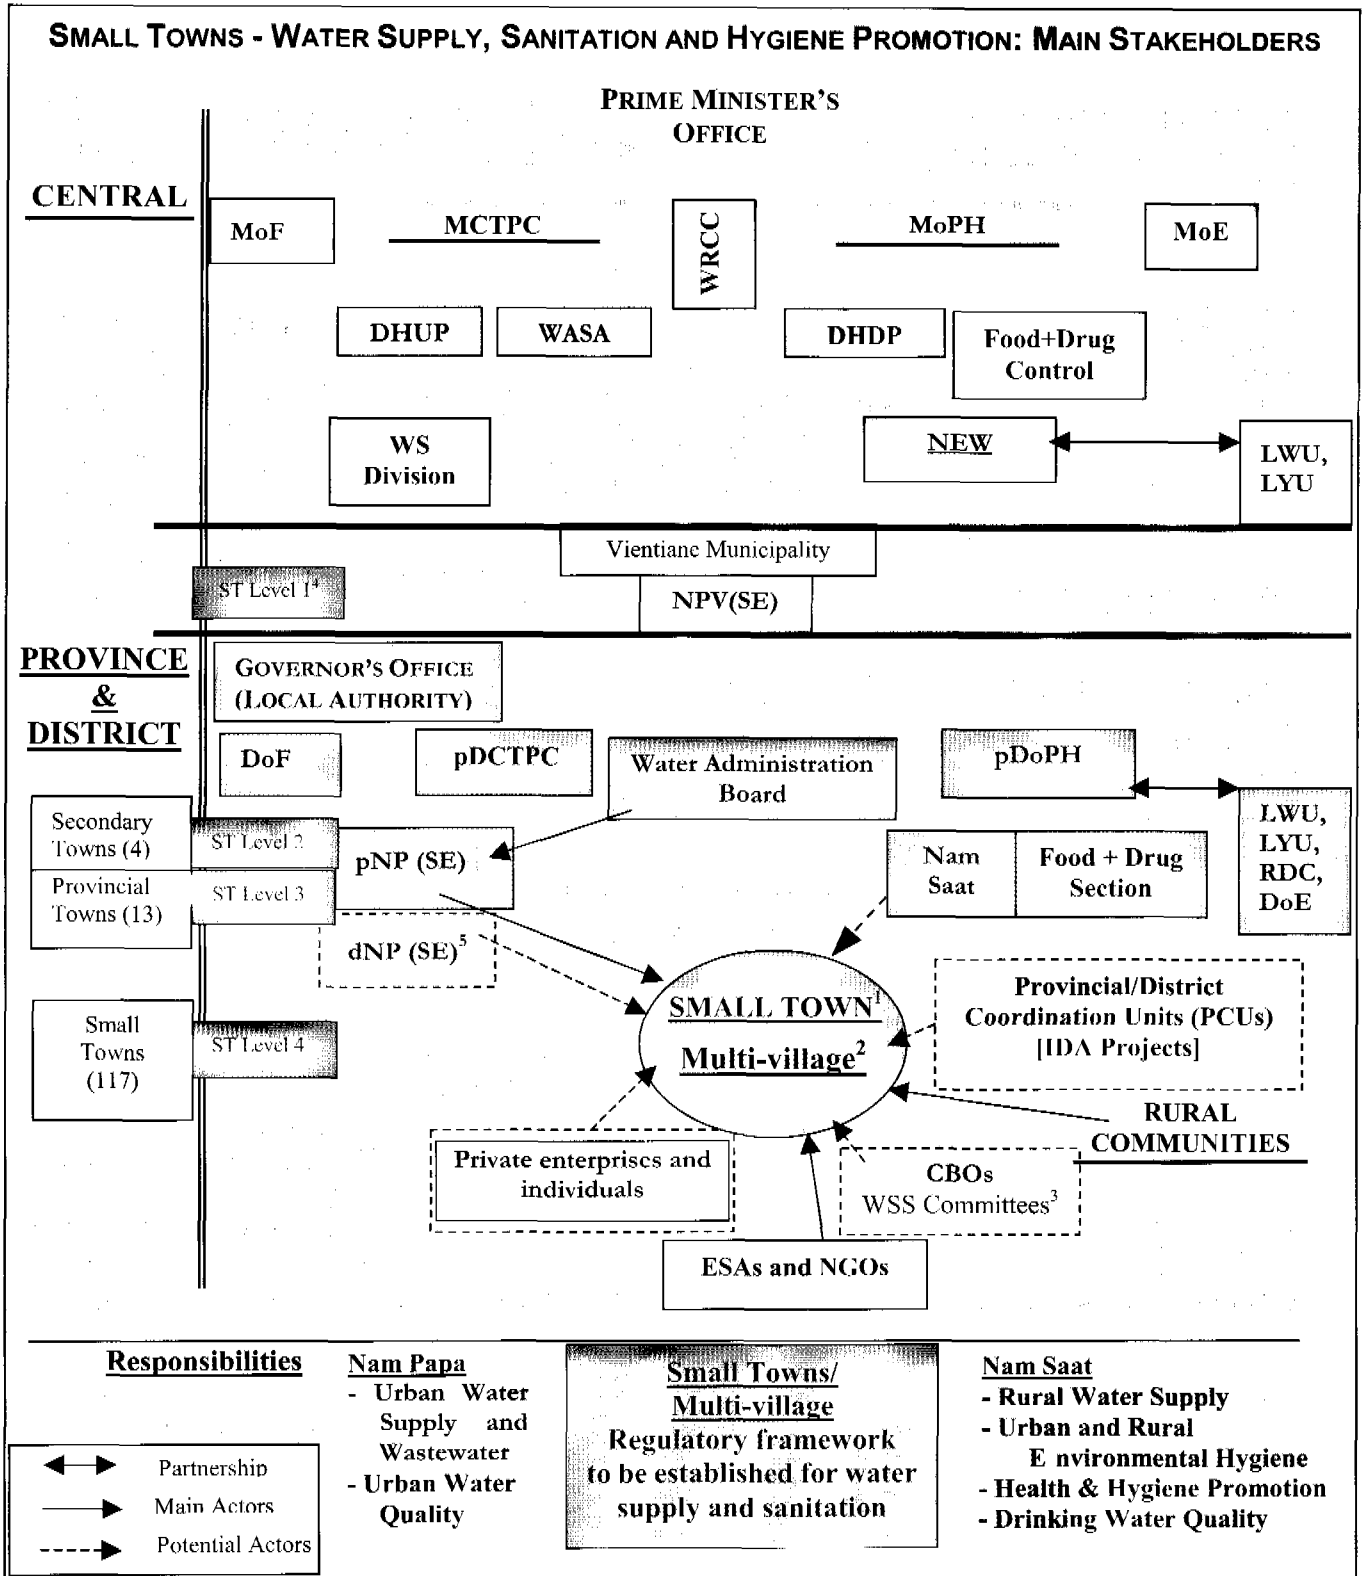 SMALL TOWNS - WATER SUPPLY, SANITATION AND HYGIENE PROMOTION: MAIN STAKEHOLDERS
PRIME MINISTER'S
OFFICE
CENTRAL
MoF
MCTPC
WRCC
MoPH
MoE
DHUP
WASA
DHDP
Food+Drug
Control
WS
Division
NEW
LWU,
LYU
Vientiane Municipality
ST Level 1⁴
NPV(SE)
PROVINCE
&
DISTRICT
GOVERNOR'S OFFICE
(LOCAL AUTHORITY)
DoF
pDCTPC
Water Administration
Board
pDoPH
LWU,
LYU,
RDC,
DoE
Secondary
Towns (4)
ST Level 2
pNP (SE)
Nam
Saat
Food + Drug
Section
Provincial
Towns (13)
ST Level 3
dNP (SE)⁵
SMALL TOWN¹
Multi-village²
Provincial/District
Coordination Units (PCUs)
[IDA Projects]
Small
Towns
(117)
ST Level 4
RURAL
COMMUNITIES
Private enterprises and
individuals
CBOs
WSS Committees³
ESAs and NGOs
Responsibilities
Partnership
Main Actors
Potential Actors
Nam Papa
- Urban Water
Supply and
Wastewater
- Urban Water
Quality
Small Towns/
Multi-village
Regulatory framework
to be established for water
supply and sanitation
Nam Saat
- Rural Water Supply
- Urban and Rural
E nvironmental Hygiene
- Health & Hygiene Promotion
- Drinking Water Quality